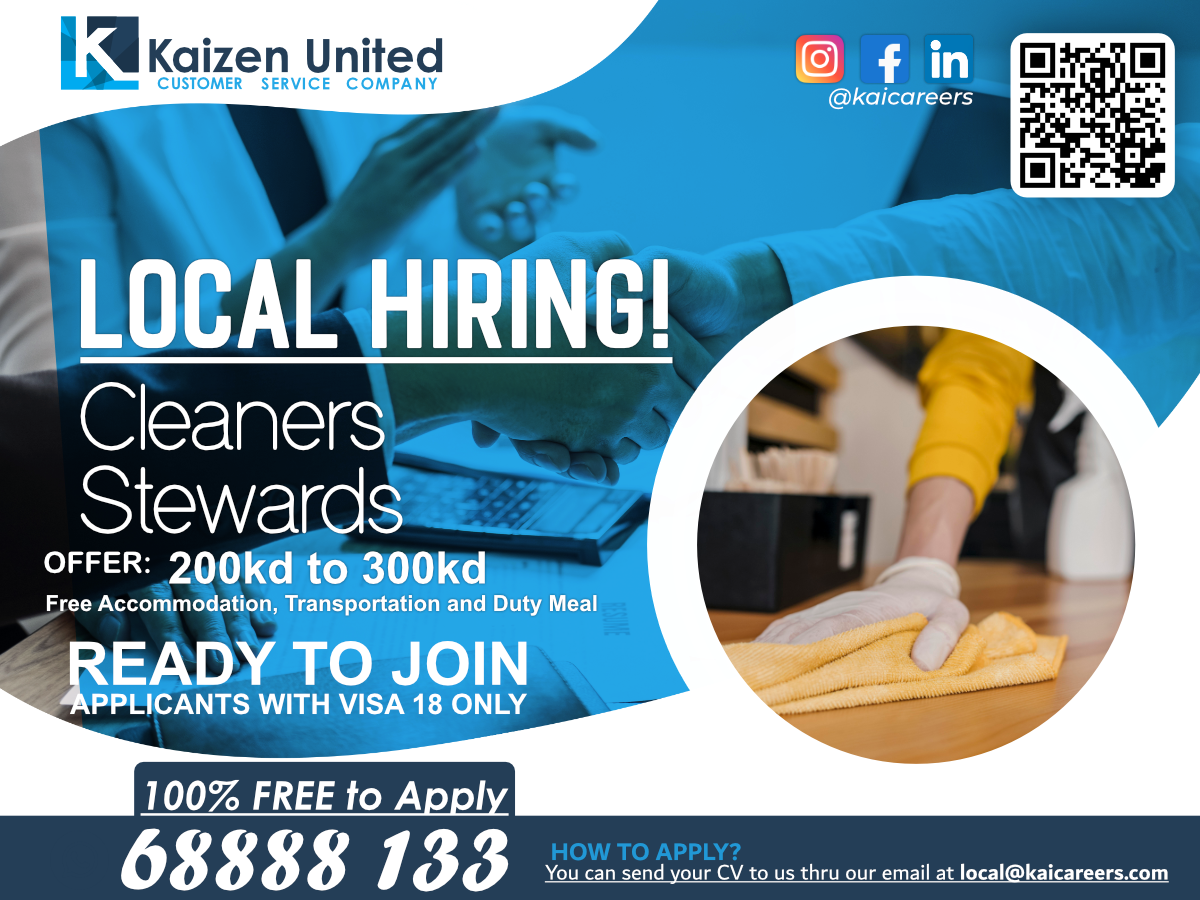 Kaizen United
CUSTOMER SERVICE COMPANY
@kaicareers
LOCAL HIRING!
Cleaners
Stewards
OFFER: 200kd to 300kd
Free Accommodation, Transportation and Duty Meal
READY TO JOIN
APPLICANTS WITH VISA 18 ONLY
100% FREE to Apply
68888 133
HOW TO APPLY?
You can send your CV to us thru our email at local@kaicareers.com